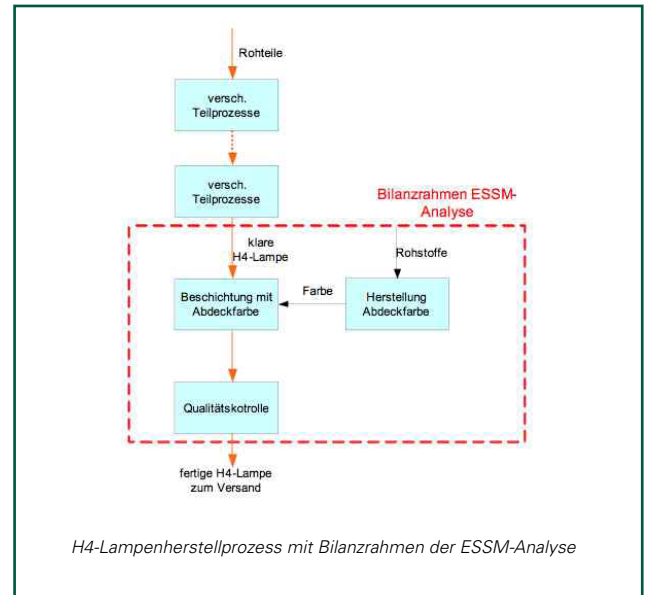 Rohteile
versch.
Teilprozesse
versch.
Teilprozesse
Bilanzrahmen ESSM-
Analyse
klare
H4-Lampe
Rohstoffe
Beschichtung mit
Abdeckfarbe
Farbe
Herstellung
Abdeckfarbe
Qualitätskotrolle
fertige H4-Lampe
zum Versand
H4-Lampenherstellprozess mit Bilanzrahmen der ESSM-Analyse